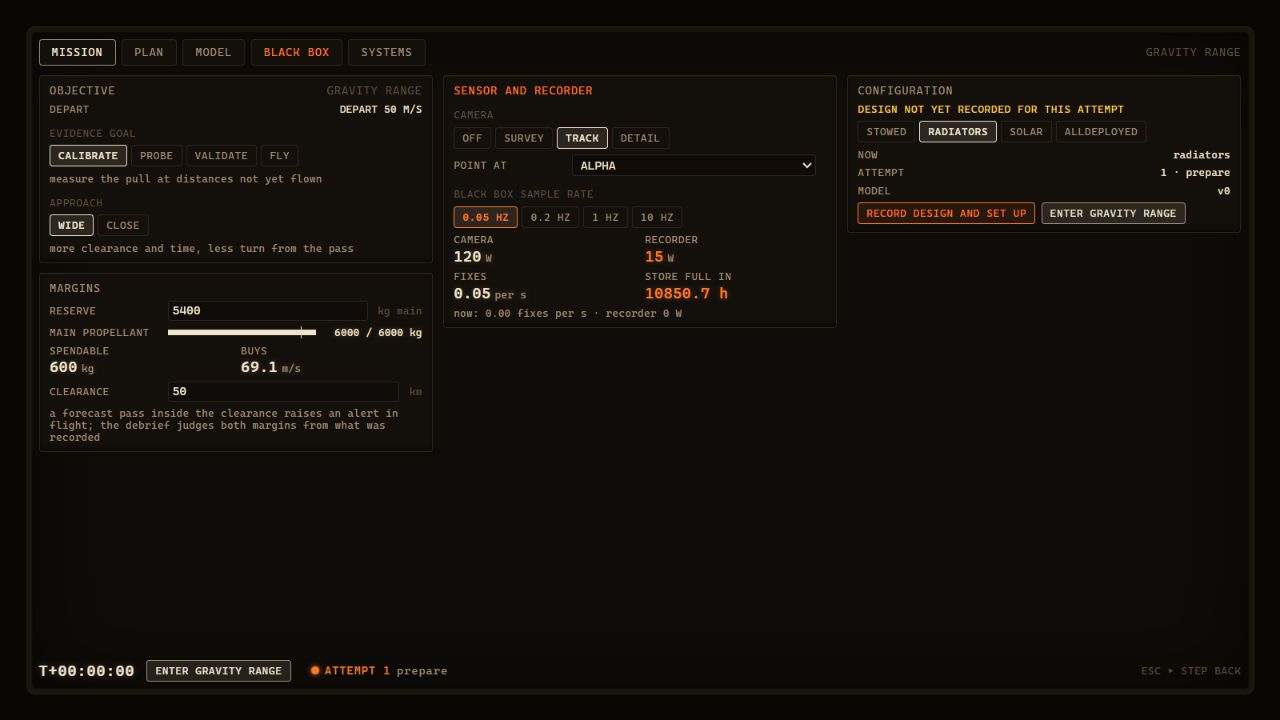 MISSION PLAN MODEL BLACK BOX SYSTEMS GRAVITY RANGE
OBJECTIVE GRAVITY RANGE
DEPART DEPART 50 M/S
EVIDENCE GOAL
CALIBRATE PROBE VALIDATE FLY
measure the pull at distances not yet flown
APPROACH
WIDE CLOSE
more clearance and time, less turn from the pass
MARGINS
RESERVE 5400 kg main
MAIN PROPELLANT 6000 / 6000 kg
SPENDABLE BUYS
600 kg 69.1 m/s
CLEARANCE 50 km
a forecast pass inside the clearance raises an alert in
flight; the debrief judges both margins from what was
recorded
SENSOR AND RECORDER
CAMERA
OFF SURVEY TRACK DETAIL
POINT AT ALPHA
BLACK BOX SAMPLE RATE
0.05 HZ 0.2 HZ 1 HZ 10 HZ
CAMERA RECORDER
120 W 15 W
FIXES STORE FULL IN
0.05 per s 10850.7 h
now: 0.00 fixes per s · recorder 0 W
CONFIGURATION
DESIGN NOT YET RECORDED FOR THIS ATTEMPT
STOWED RADIATORS SOLAR ALLDEPLOYED
NOW radiators
ATTEMPT 1 · prepare
MODEL v0
RECORD DESIGN AND SET UP ENTER GRAVITY RANGE
T+00:00:00 ENTER GRAVITY RANGE ATTEMPT 1 prepare ESC ▸ STEP BACK